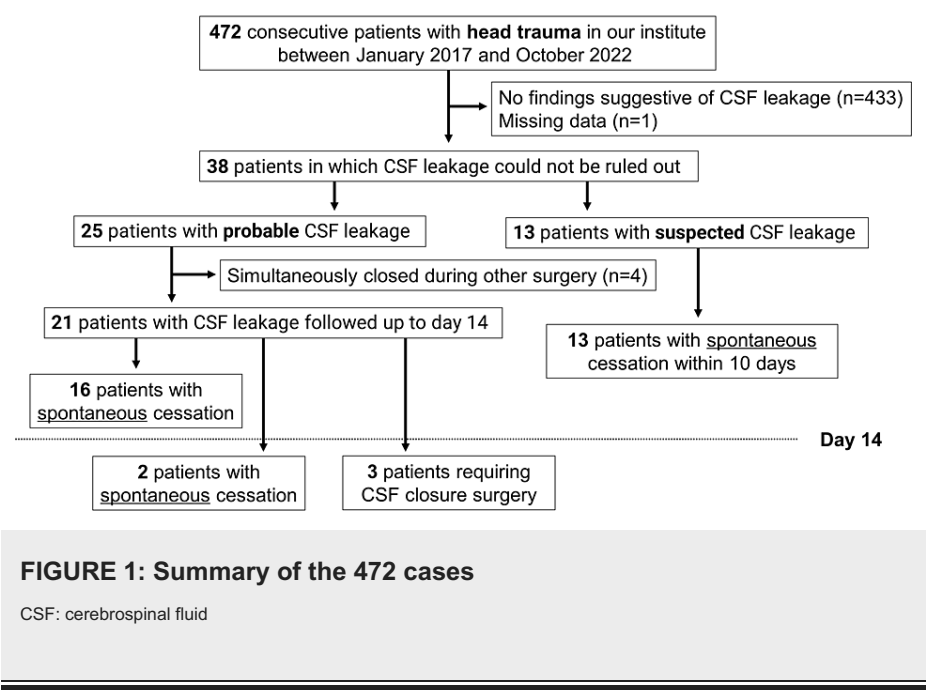 472 consecutive patients with head trauma in our institute
between January 2017 and October 2022
No findings suggestive of CSF leakage (n=433)
Missing data (n=1)
38 patients in which CSF leakage could not be ruled out
25 patients with probable CSF leakage
13 patients with suspected CSF leakage
Simultaneously closed during other surgery (n=4)
21 patients with CSF leakage followed up to day 14
13 patients with spontaneous
cessation within 10 days
16 patients with
spontaneous cessation
Day 14
2 patients with
spontaneous cessation
3 patients requiring
CSF closure surgery
FIGURE 1: Summary of the 472 cases
CSF: cerebrospinal fluid